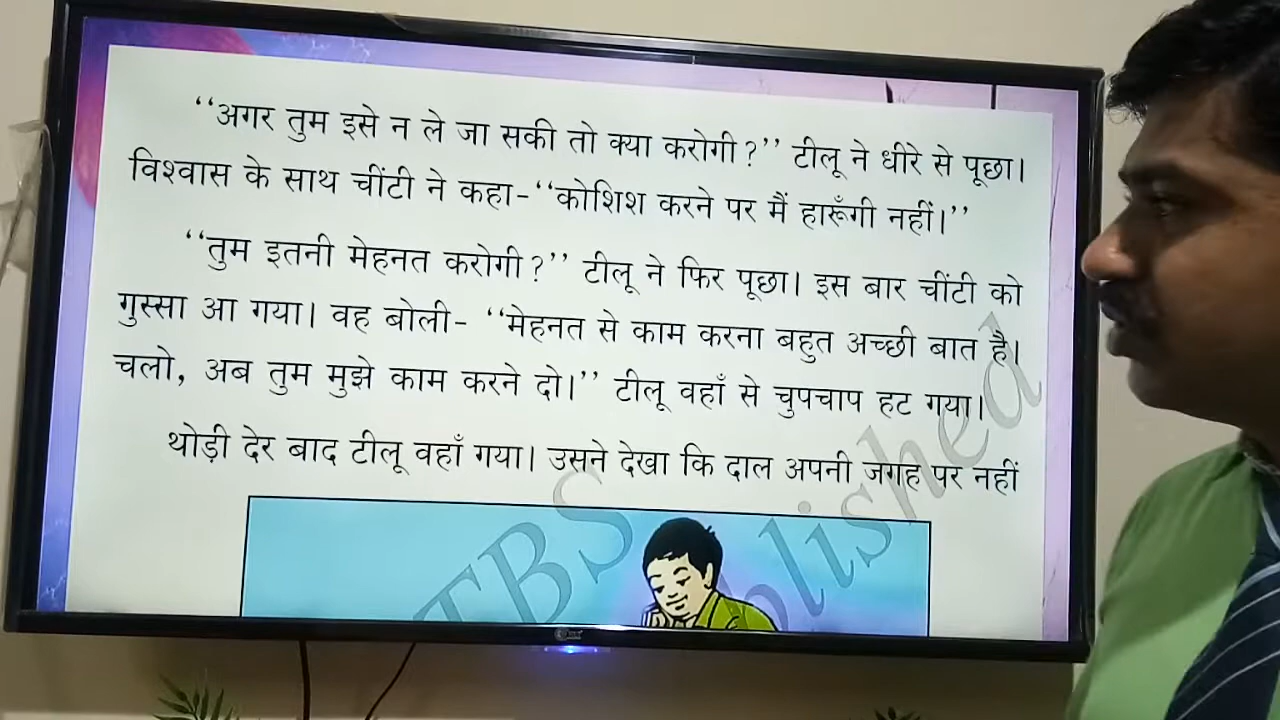 ‘‘अगर तुम इसे न ले जा सकी तो क्या करोगी?’’ टीलू ने धीरे से पूछा।
विश्वास के साथ चींटी ने कहा-‘‘कोशिश करने पर मैं हारूँगी नहीं।’’
‘‘तुम इतनी मेहनत करोगी?’’ टीलू ने फिर पूछा। इस बार चींटी को
गुस्सा आ गया। वह बोली- ‘‘मेहनत से काम करना बहुत अच्छी बात है।
चलो, अब तुम मुझे काम करने दो।’’ टीलू वहाँ से चुपचाप हट गया।
थोड़ी देर बाद टीलू वहाँ गया। उसने देखा कि दाल अपनी जगह पर नहीं